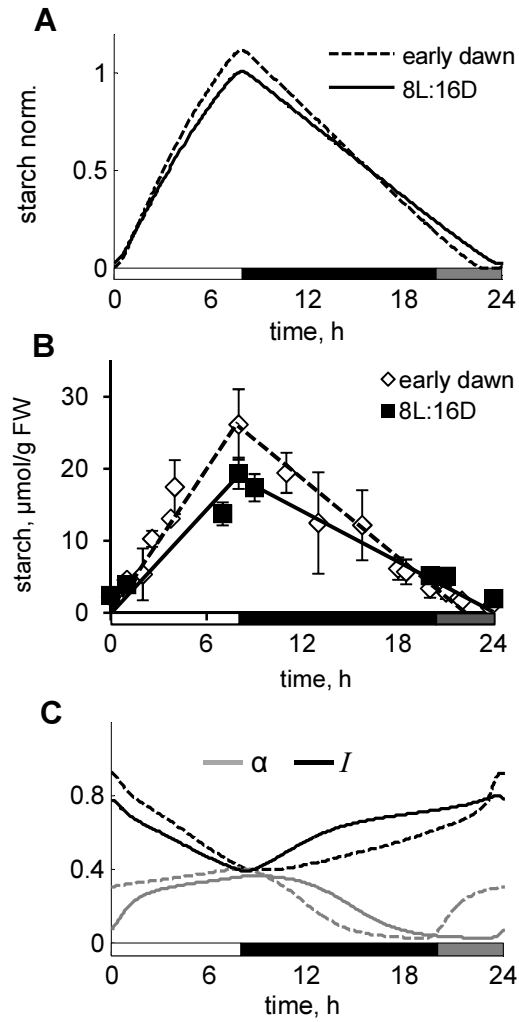 A
early dawn
8L:16D
starch norm.
1
0.5
0
0 6 12 18 24
time, h
B
early dawn
8L:16D
starch, µmol/g FW
30
20
10
0
0 6 12 18 24
time, h
C
α I
0.8
0.4
0
0 6 12 18 24
time, h